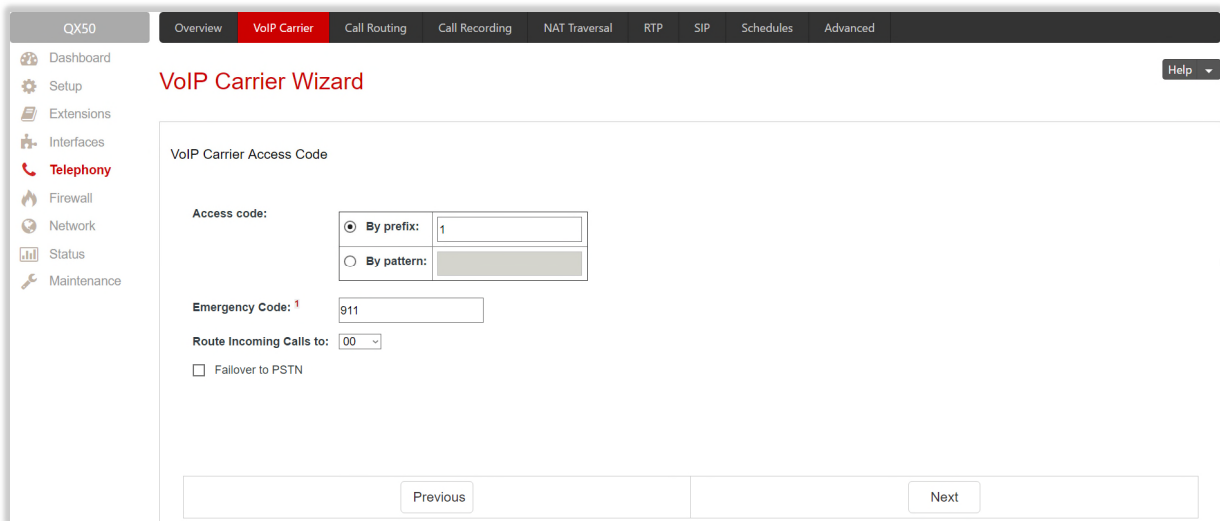 QX50
Overview
VoIP Carrier
Call Routing
Call Recording
NAT Traversal
RTP
SIP
Schedules
Advanced
Dashboard
Setup
Extensions
Interfaces
Telephony
Firewall
Network
Status
Maintenance
VoIP Carrier Wizard
Help
VoIP Carrier Access Code
Access code:
By prefix: 1
By pattern:
Emergency Code: 1 911
Route Incoming Calls to: 00
Failover to PSTN
Previous
Next